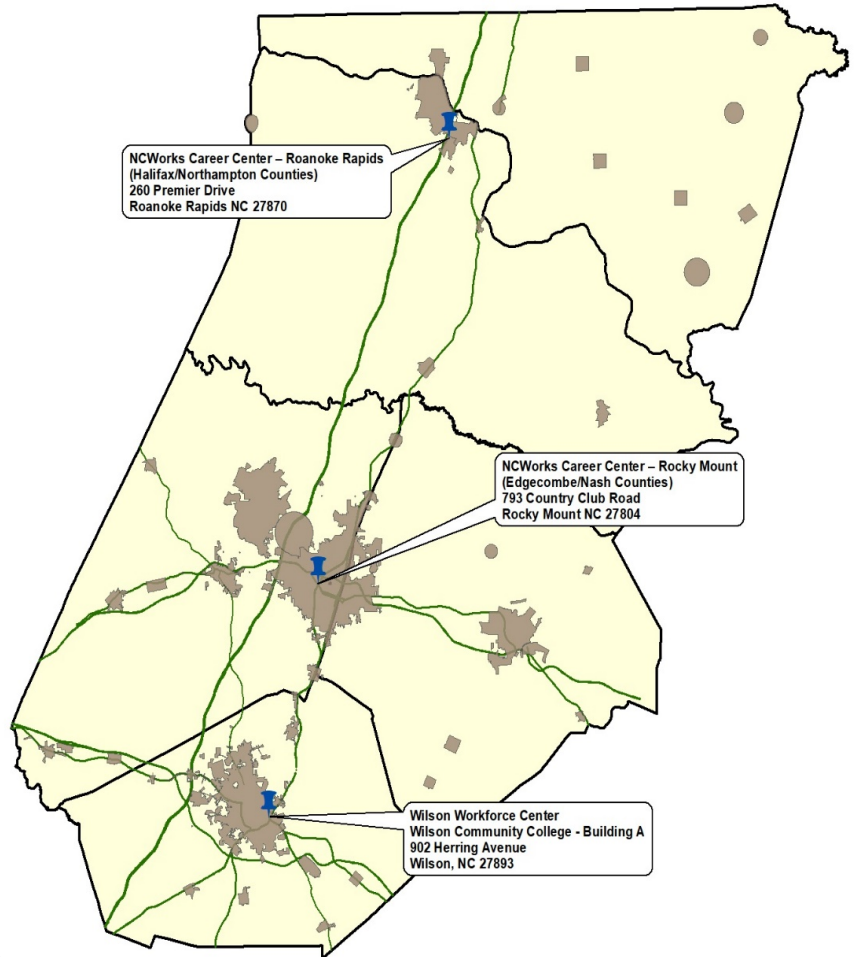 NCWorks Career Center – Roanoke Rapids
(Halifax/Northampton Counties)
260 Premier Drive
Roanoke Rapids NC 27870
NCWorks Career Center – Rocky Mount
(Edgecombe/Nash Counties)
793 Country Club Road
Rocky Mount NC 27804
Wilson Workforce Center
Wilson Community College - Building A
902 Herring Avenue
Wilson, NC 27893